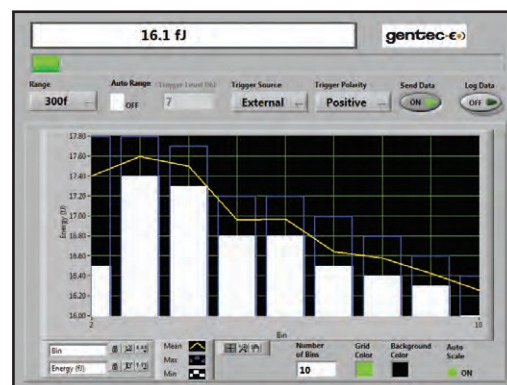 16.1 fJ
gentec-eo
Range
Auto Range
Trigger Level (%)
Trigger Source
Trigger Polarity
Send Data
Log Data
300f
OFF
7
External
Positive
ON
OFF
17.80
17.60
17.40
17.20
17.00
16.80
16.60
16.40
16.20
16.00
Energy (fJ)
2
10
Bin
Bin
Energy (fJ)
Mean
Max
Min
Number of Bins
10
Grid Color
Background Color
Auto Scale
ON